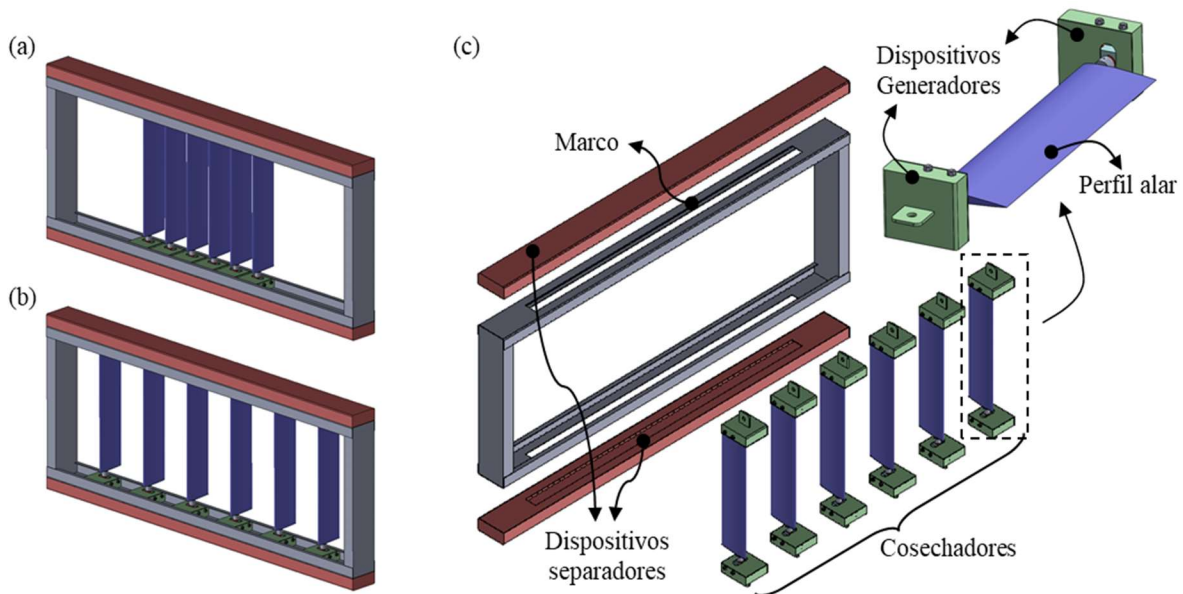 (a)
(b)
(c)
Marco
Dispositivos
Generadores
Perfil alar
Dispositivos
separadores
Cosechadores